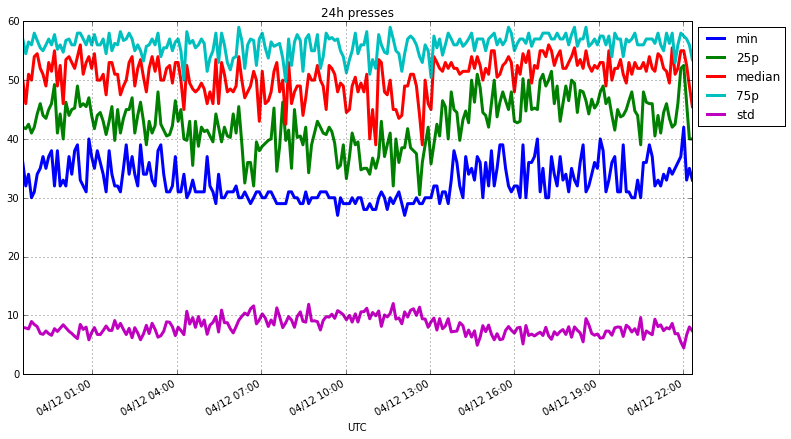 24h presses
60
50
40
30
20
10
0
04/12 01:00
04/12 04:00
04/12 07:00
04/12 10:00
04/12 13:00
04/12 16:00
04/12 19:00
04/12 22:00
UTC
min
25p
median
75p
std